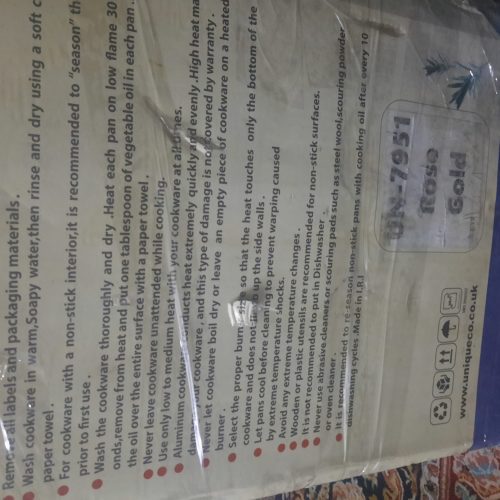 Remove all labels and packaging materials .
Wash cookware in warm,Soapy water,then rinse and dry using a soft
paper towel .
For cookware with a non-stick interior,it is recommended to "season"
prior to first use .
Wash the cookware thoroughly and dry .Heat each pan on low flame 30
onds,remove from heat and put one tablespoon of vegetable oil in each pan .
the oil over the entire surface with a paper towel .
Never leave cookware unattended while cooking.
Use only low to medium heat with your cookware at all times.
Aluminum cookware conducts heat extremely quickly and evenly .High heat
your cookware , and this type of damage is not covered by warranty .
Never let cookware boil dry or leave an empty piece of cookware on a heated
burner .
Select the proper burner size so that the heat touches only the bottom of the
cookware and does not up the side walls .
Let pans cool before cleaning to prevent warping caused
by extreme temperature shocks.
Avoid any extreme temperature changes .
Wooden or plastic utensils are recommended for non-stick surfaces.
It is not recommended to put in Dishwasher .
Never use abrasive cleaners or scouring pads such as steel wool,scouring powder
or oven cleaner .
It is recommended to re-season non-stick pans with cooking oil after every 10
dishwashing cycles .Made in I.R.I
UN-7951
Rose
Gold
www.uniqueco.co.uk